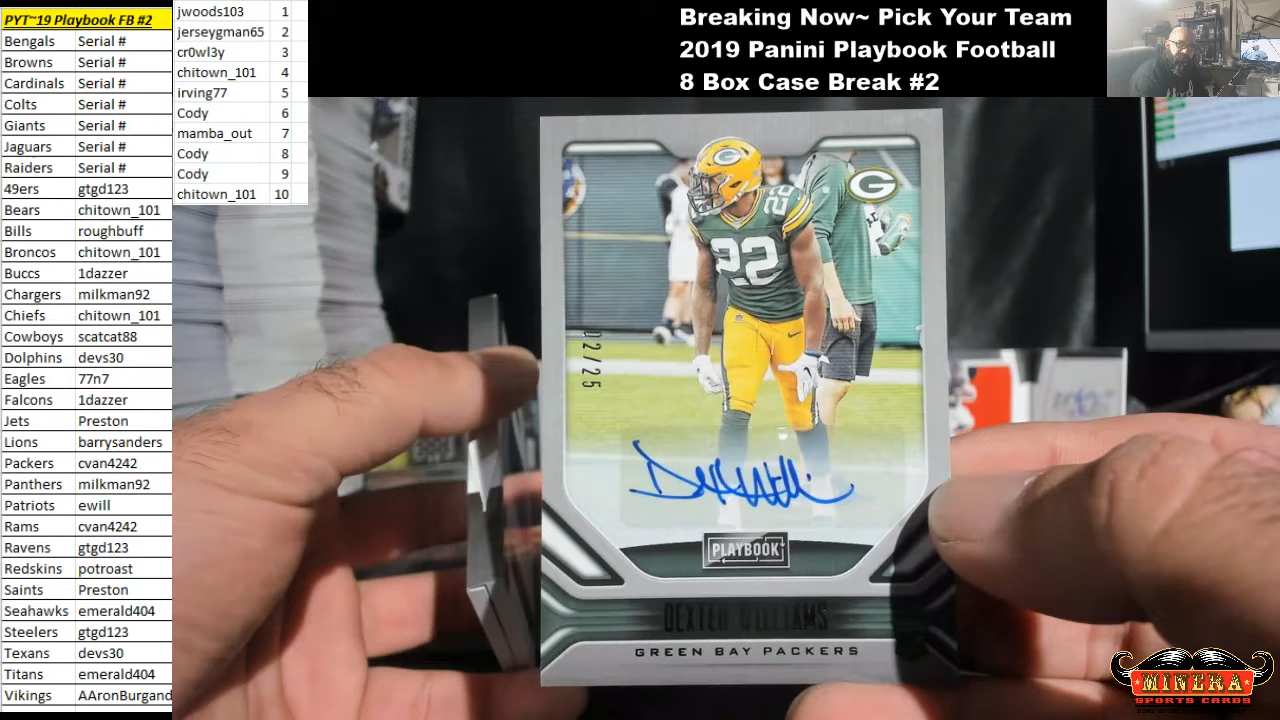 PYT~19 Playbook FB #2
Bengals Serial #
Browns Serial #
Cardinals Serial #
Colts Serial #
Giants Serial #
Jaguars Serial #
Raiders Serial #
49ers gtgd123
Bears chitown_101
Bills roughbuff
Broncos chitown_101
Buccs 1dazzer
Chargers milkman92
Chiefs chitown_101
Cowboys scatcat88
Dolphins devs30
Eagles 77n7
Falcons 1dazzer
Jets Preston
Lions barrysanders
Packers cvan4242
Panthers milkman92
Patriots ewill
Rams cvan4242
Ravens gtgd123
Redskins potroast
Saints Preston
Seahawks emerald404
Steelers gtgd123
Texans devs30
Titans emerald404
Vikings AAronBurgand
jwoods103 1
jerseygman65 2
cr0wl3y 3
chitown_101 4
irving77 5
Cody 6
mamba_out 7
Cody 8
Cody 9
chitown_101 10
Breaking Now~ Pick Your Team
2019 Panini Playbook Football
8 Box Case Break #2
G
G
22
22
02/25
PLAYBOOK
DEXTER WILLIAMS
GREEN BAY PACKERS
MINERA
SPORTS CARDS